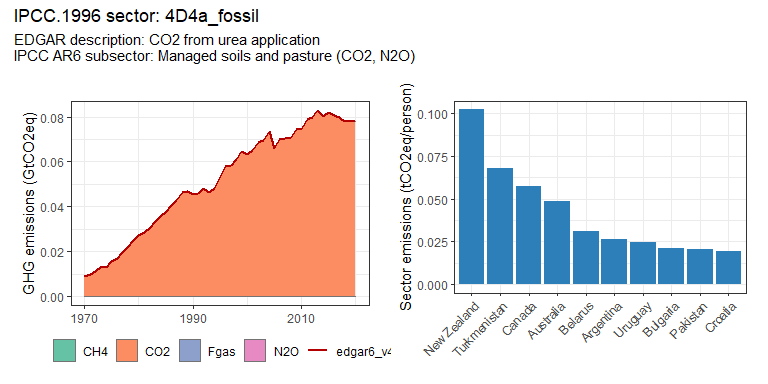 IPCC.1996 sector: 4D4a_fossil
EDGAR description: CO2 from urea application
IPCC AR6 subsector: Managed soils and pasture (CO2, N2O)
GHG emissions (GtCO2eq)
0.08
0.06
0.04
0.02
0.00
1970
1990
2010
CH4
CO2
Fgas
N2O
edgar6_v4
Sector emissions (tCO2eq/person)
0.100
0.075
0.050
0.025
0.000
New Zealand
Turkmenistan
Canada
Australia
Belarus
Argentina
Uruguay
Bulgaria
Pakistan
Croatia